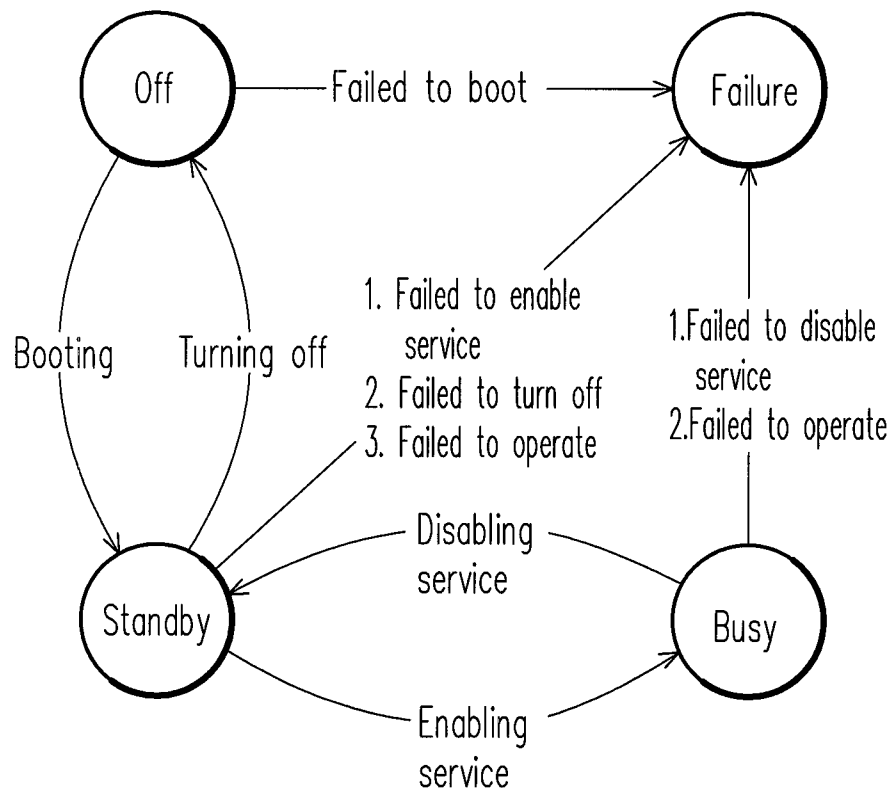 Off
Failed to boot
Failure
1. Failed to enable
service
2. Failed to turn off
3. Failed to operate
1.Failed to disable
service
2.Failed to operate
Booting
Turning off
Disabling
service
Standby
Busy
Enabling
service